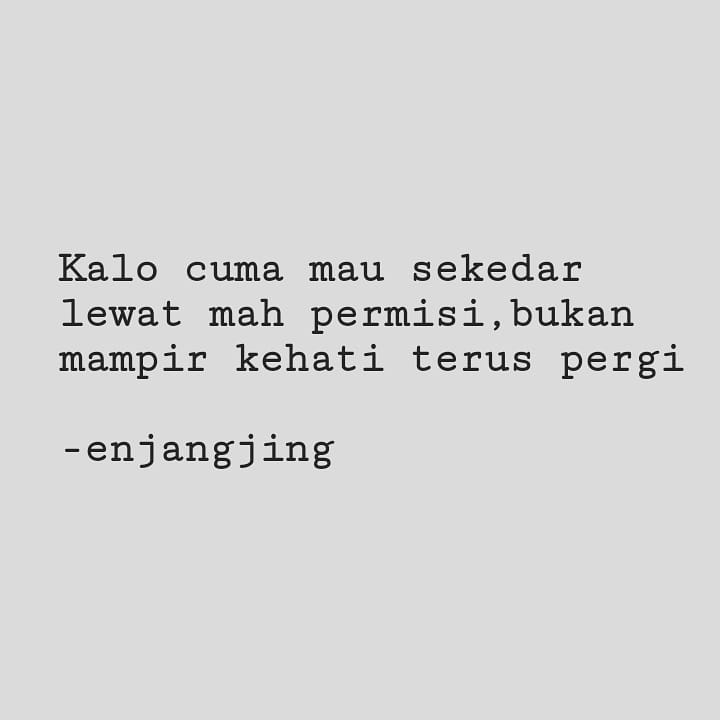 Kalo cuma mau sekedar
lewat mah permisi,bukan
mampir kehati terus pergi
-enjangjing